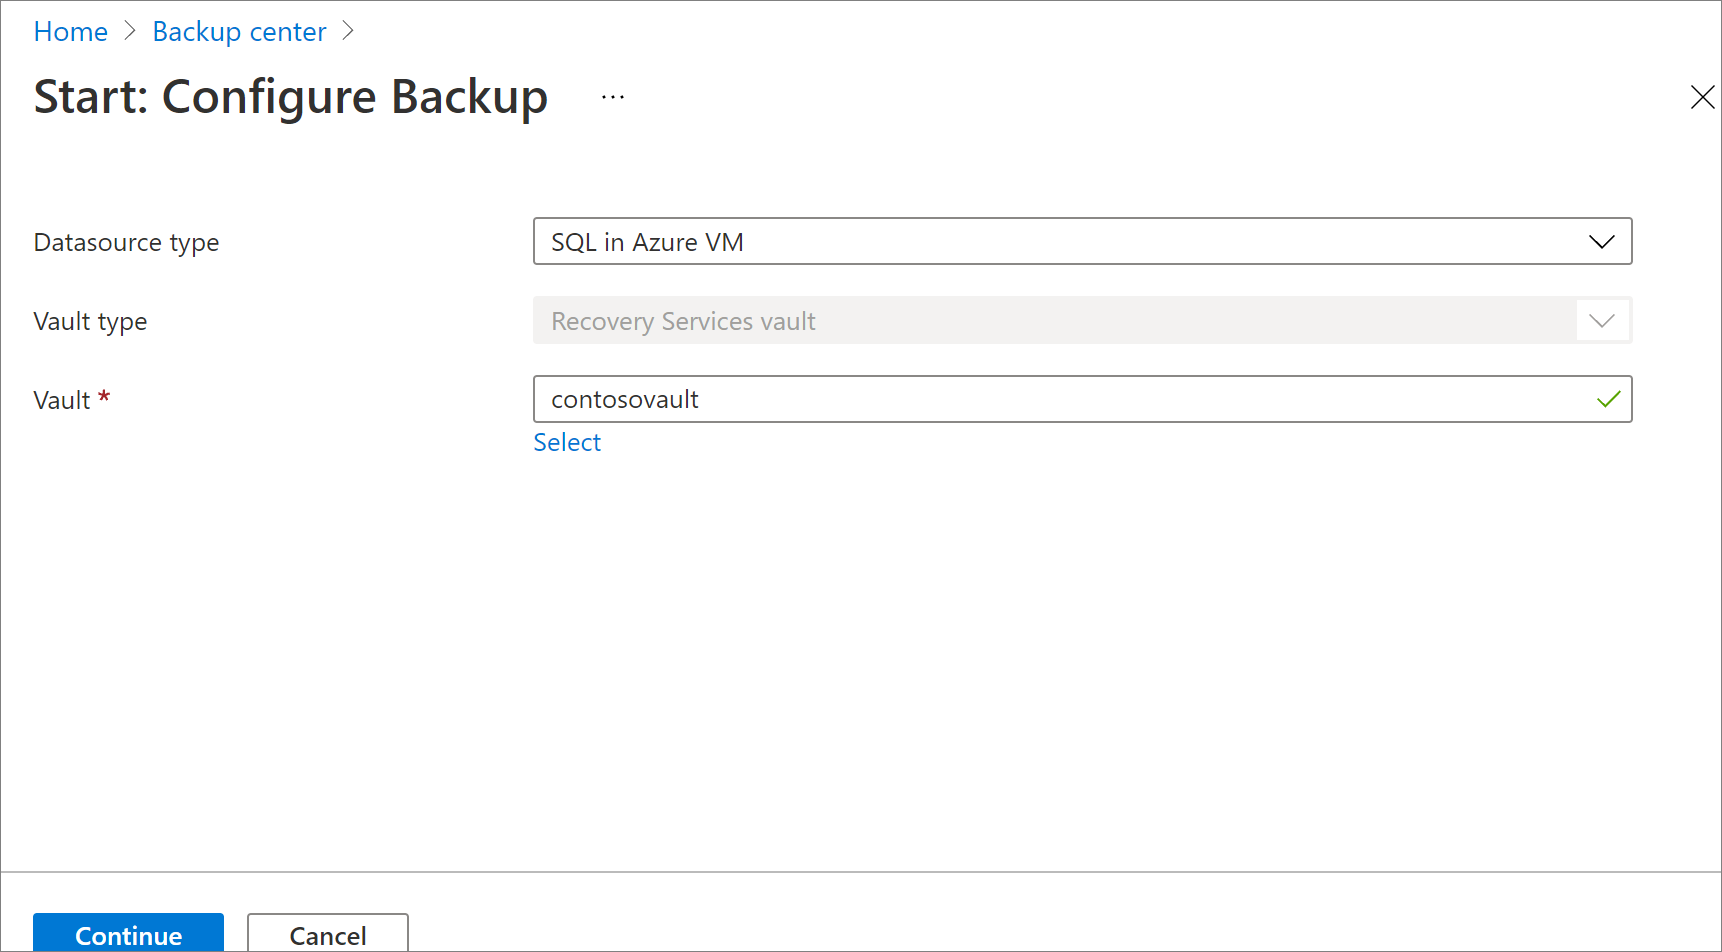 Home > Backup center >
Start: Configure Backup ...
Datasource type SQL in Azure VM
Vault type Recovery Services vault
Vault * contosovault
Select
Continue Cancel